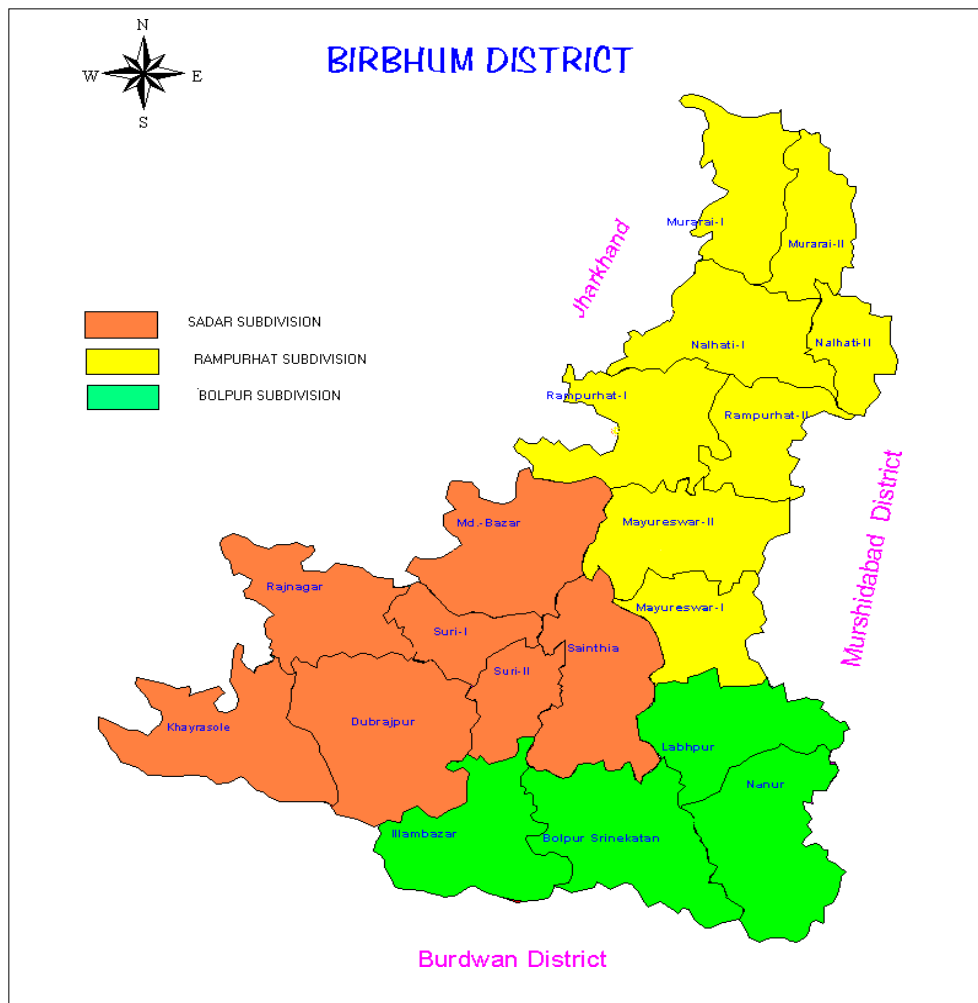 N
BIRBHUM DISTRICT
W E
S
Murarai-I
Murarai-II
Jharkhand
SADAR SUBDIVISION
RAMPURHAT SUBDIVISION
BOLPUR SUBDIVISION
Nalhati-I
Nalhati-II
Rampurhat-I
Rampurhat-II
Murshidabad District
Md.-Bazar
Mayureswar-II
Rajnagar
Mayureswar-I
Suri-I
Sainthia
Suri-II
Khayrasole
Dubrajpur
Labhpur
Nanur
Illambazar
Bolpur Srinekatan
Burdwan District